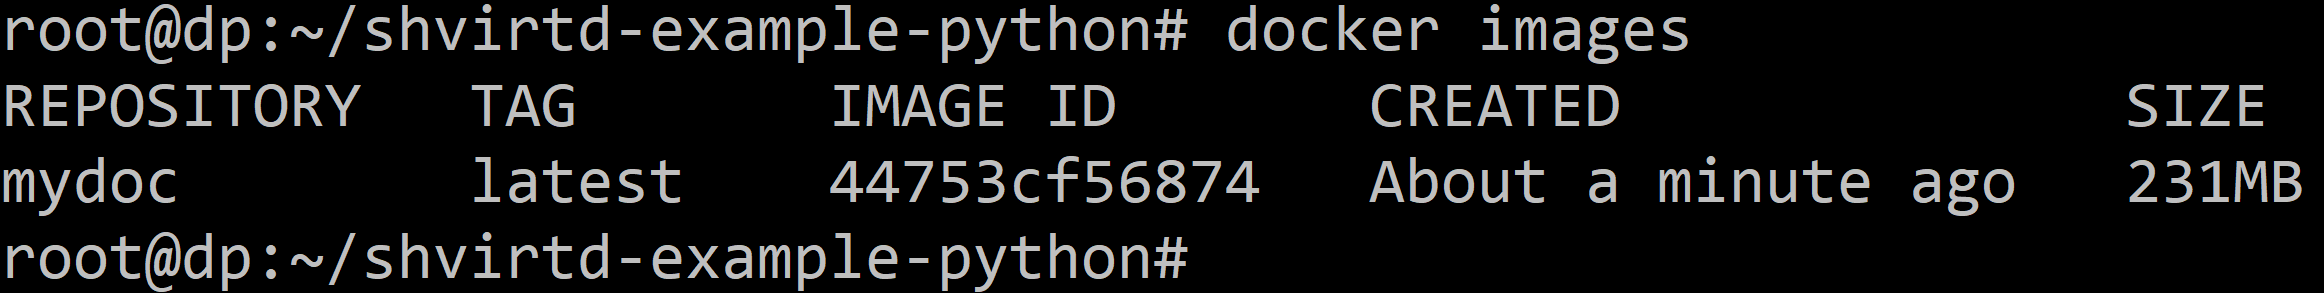 root@dp:~/shvirtd-example-python# docker images
REPOSITORY   TAG       IMAGE ID       CREATED              SIZE
mydoc        latest    44753cf56874   About a minute ago   231MB
root@dp:~/shvirtd-example-python#